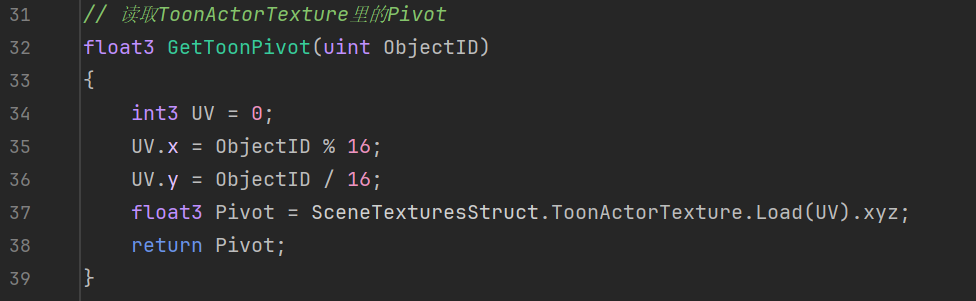 31 // 读取ToonActorTexture里的Pivot
32 float3 GetToonPivot(uint ObjectID)
33 {
34     int3 UV = 0;
35     UV.x = ObjectID % 16;
36     UV.y = ObjectID / 16;
37     float3 Pivot = SceneTexturesStruct.ToonActorTexture.Load(UV).xyz;
38     return Pivot;
39 }